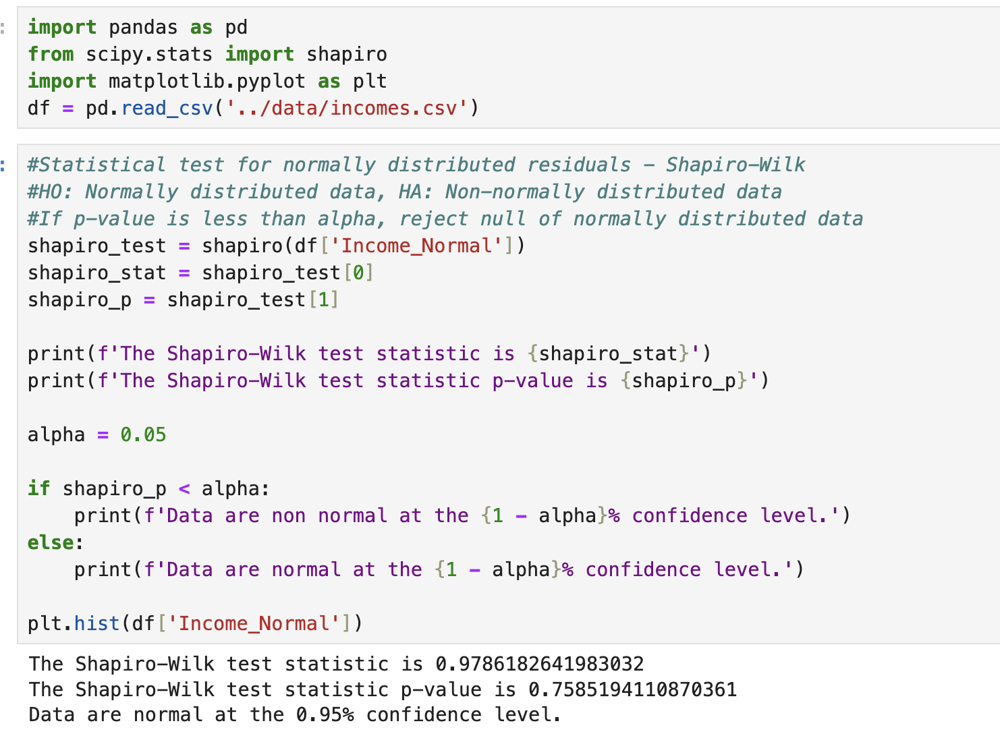 import pandas as pd
from scipy.stats import shapiro
import matplotlib.pyplot as plt
df = pd.read_csv('../data/incomes.csv')
#Statistical test for normally distributed residuals - Shapiro-Wilk
#HO: Normally distributed data, HA: Non-normally distributed data
#If p-value is less than alpha, reject null of normally distributed data
shapiro_test = shapiro(df['Income_Normal'])
shapiro_stat = shapiro_test[0]
shapiro_p = shapiro_test[1]
print(f'The Shapiro-Wilk test statistic is {shapiro_stat}')
print(f'The Shapiro-Wilk test statistic p-value is {shapiro_p}')
alpha = 0.05
if shapiro_p < alpha:
    print(f'Data are non normal at the {1 - alpha}% confidence level.')
else:
    print(f'Data are normal at the {1 - alpha}% confidence level.')
plt.hist(df['Income_Normal'])
The Shapiro-Wilk test statistic is 0.9786182641983032
The Shapiro-Wilk test statistic p-value is 0.7585194110870361
Data are normal at the 0.95% confidence level.